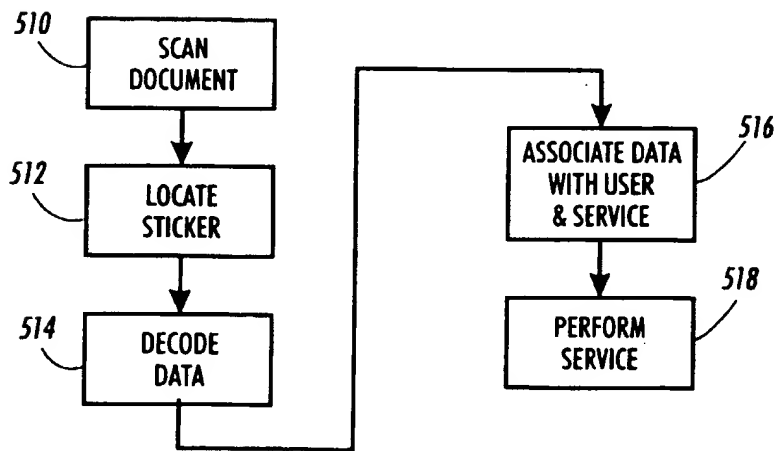 510
SCAN
DOCUMENT
512
LOCATE
STICKER
514
DECODE
DATA
516
ASSOCIATE DATA
WITH USER
& SERVICE
518
PERFORM
SERVICE